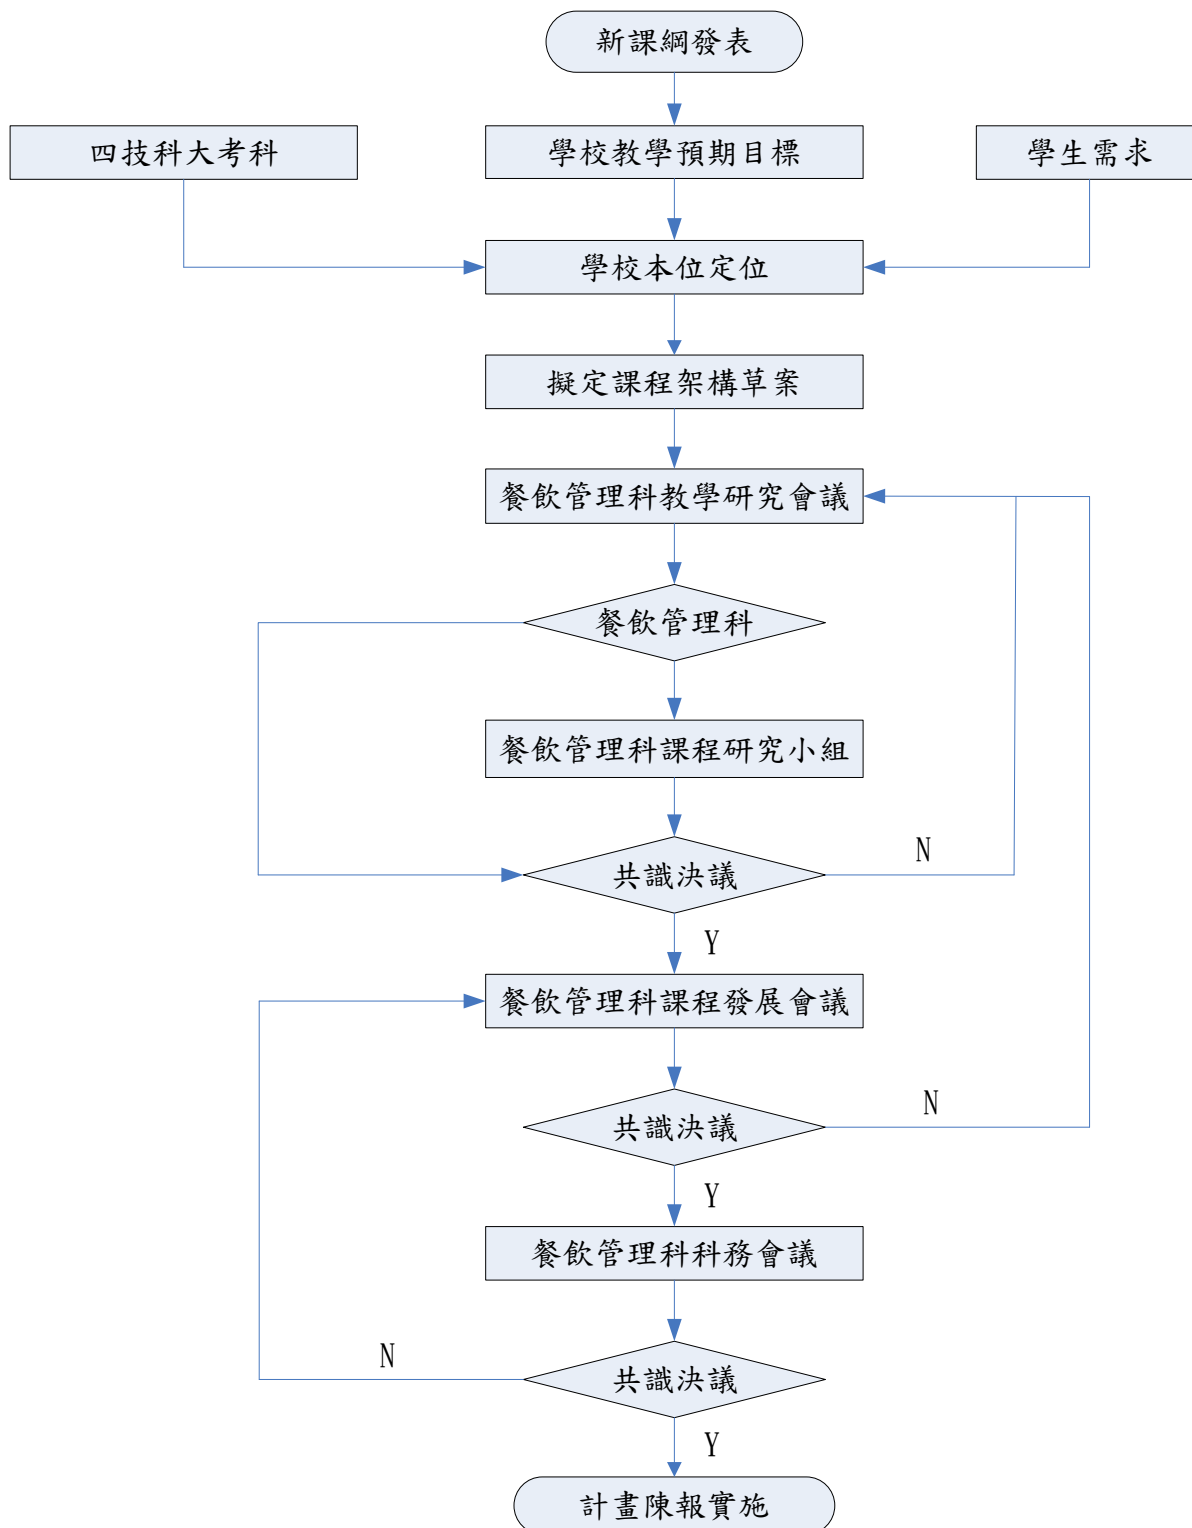 新課綱發表
四技科大考科
學校教學預期目標
學生需求
學校本位定位
擬定課程架構草案
餐飲管理科教學研究會議
餐飲管理科
餐飲管理科課程研究小組
共識決議
N
Y
餐飲管理科課程發展會議
共識決議
N
Y
餐飲管理科科務會議
N
共識決議
Y
計畫陳報實施